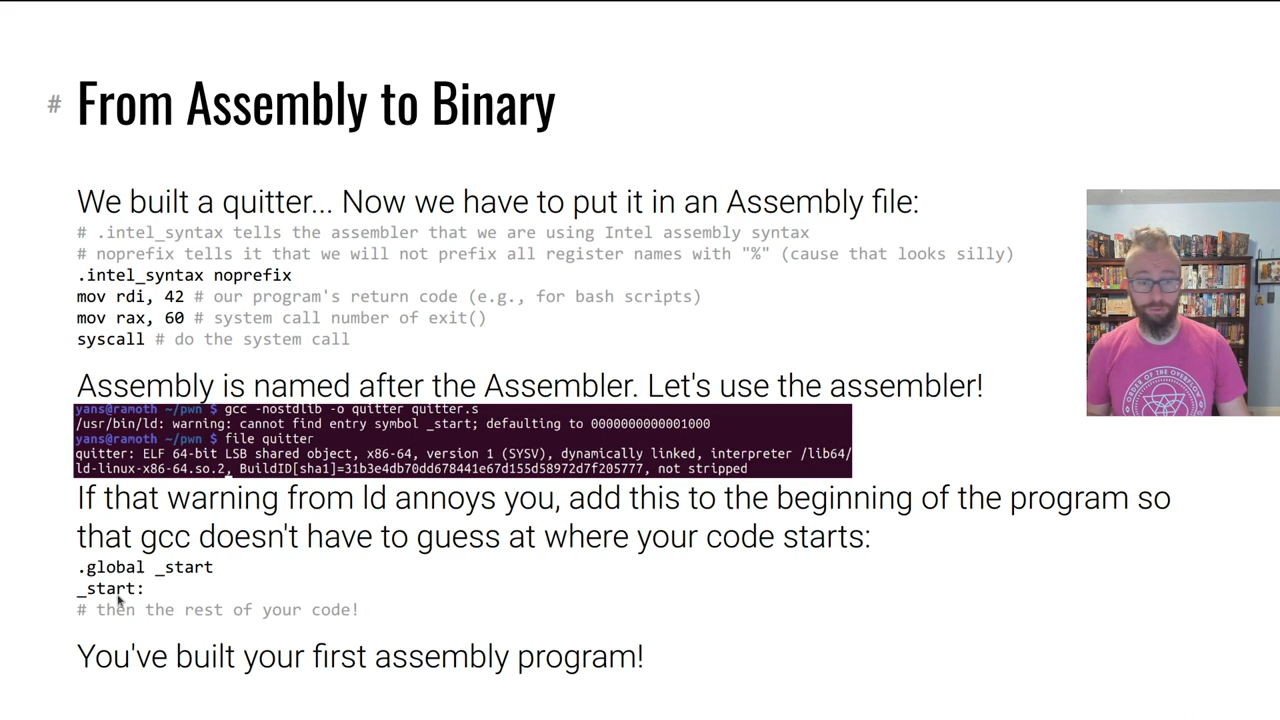 # From Assembly to Binary
We built a quitter... Now we have to put it in an Assembly file:
# .intel_syntax tells the assembler that we are using Intel assembly syntax
# noprefix tells it that we will not prefix all register names with "%" (cause that looks silly)
.intel_syntax noprefix
mov rdi, 42 # our program's return code (e.g., for bash scripts)
mov rax, 60 # system call number of exit()
syscall # do the system call
Assembly is named after the Assembler. Let's use the assembler!
yans@ramoth ~/pwn $ gcc -nostdlib -o quitter quitter.s
/usr/bin/ld: warning: cannot find entry symbol _start; defaulting to 0000000000001000
yans@ramoth ~/pwn $ file quitter
quitter: ELF 64-bit LSB shared object, x86-64, version 1 (SYSV), dynamically linked, interpreter /lib64/
ld-linux-x86-64.so.2, BuildID[sha1]=31b3e4db70dd678441e67d155d58972d7f205777, not stripped
If that warning from ld annoys you, add this to the beginning of the program so
that gcc doesn't have to guess at where your code starts:
.global _start
_start:
# then the rest of your code!
You've built your first assembly program!
ORDER OF THE OVERFLOW